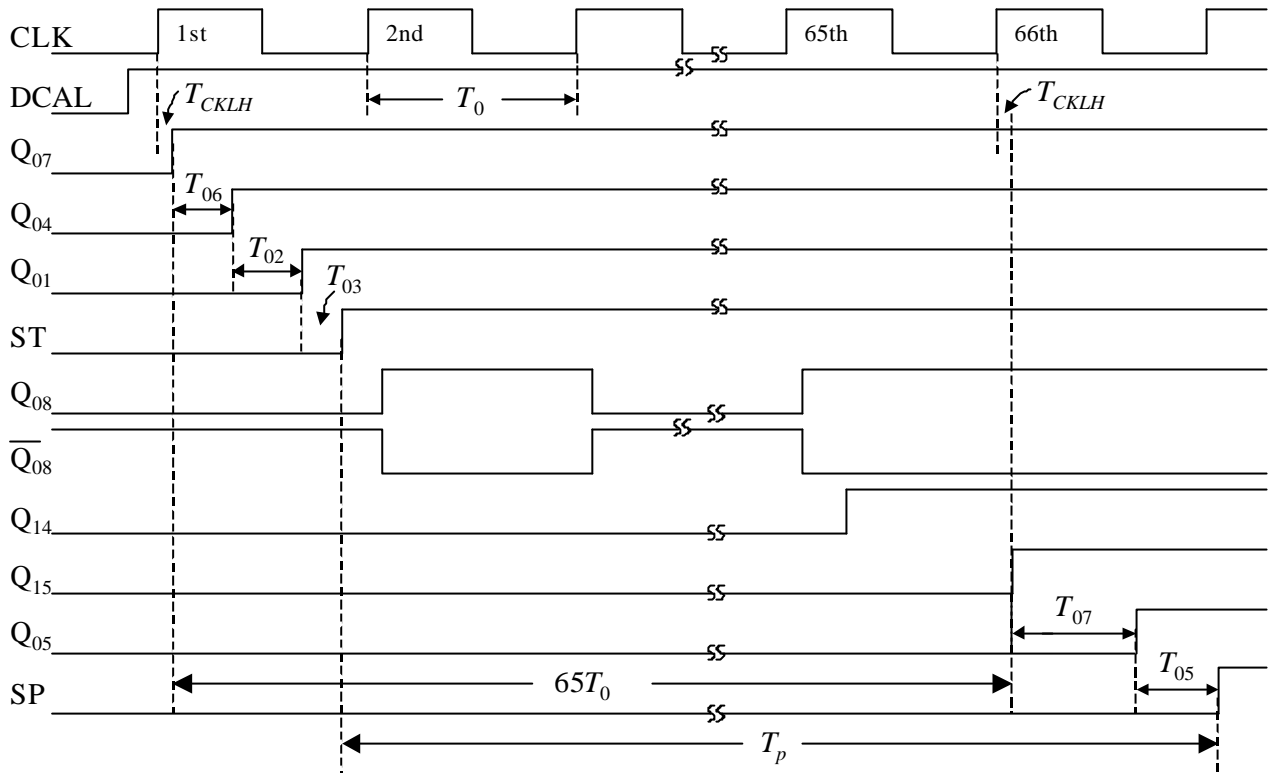 CLK 1st 2nd 65th 66th
DCAL T_CKLH T_0 T_CKLH
Q_07
T_06
Q_04
T_02
Q_01
T_03
ST
Q_08
Q̅_08
Q_14
Q_15
T_07
Q_05
T_05
65T_0
SP
T_p